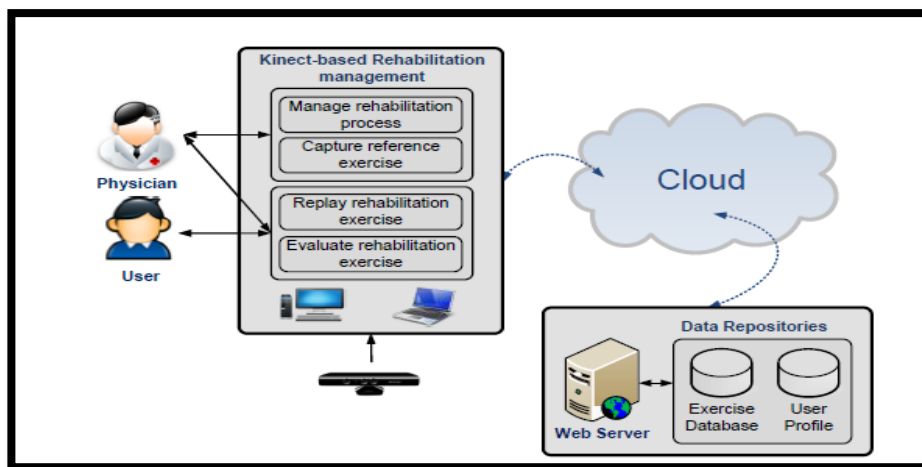 Kinect-based Rehabilitation
management
Manage rehabilitation
process
Capture reference
exercise
Physician
Replay rehabilitation
exercise
Evaluate rehabilitation
exercise
User
Cloud
Data Repositories
Web Server
Exercise
Database
User
Profile